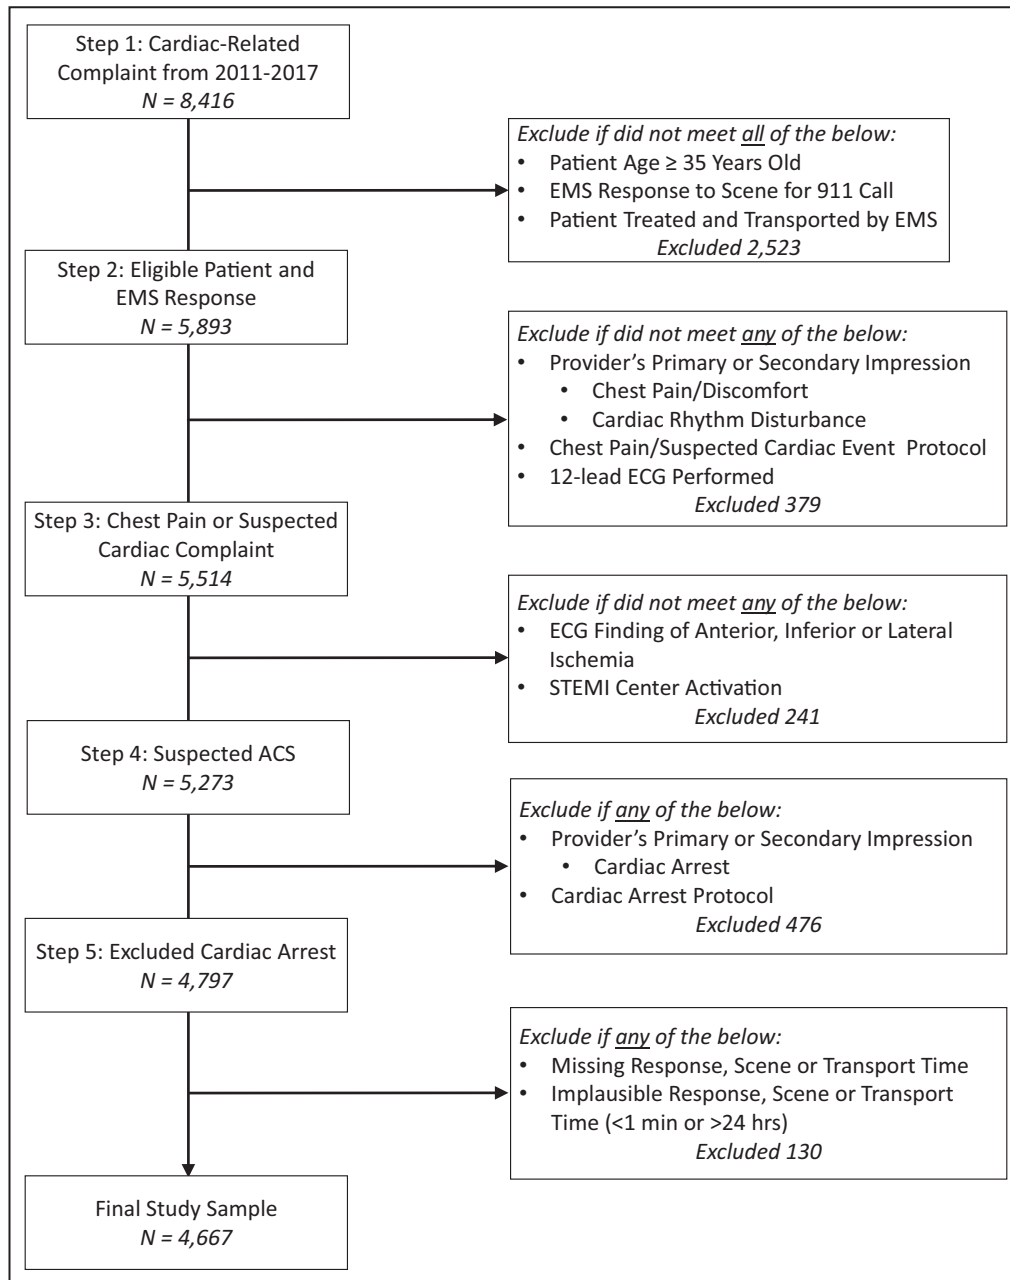 Step 1: Cardiac-Related
Complaint from 2011-2017
N = 8,416
Exclude if did not meet all of the below:
• Patient Age ≥ 35 Years Old
• EMS Response to Scene for 911 Call
• Patient Treated and Transported by EMS
Excluded 2,523
Step 2: Eligible Patient and
EMS Response
N = 5,893
Exclude if did not meet any of the below:
• Provider's Primary or Secondary Impression
• Chest Pain/Discomfort
• Cardiac Rhythm Disturbance
• Chest Pain/Suspected Cardiac Event Protocol
• 12-lead ECG Performed
Excluded 379
Step 3: Chest Pain or Suspected
Cardiac Complaint
N = 5,514
Exclude if did not meet any of the below:
• ECG Finding of Anterior, Inferior or Lateral
Ischemia
• STEMI Center Activation
Excluded 241
Step 4: Suspected ACS
N = 5,273
Exclude if any of the below:
• Provider's Primary or Secondary Impression
• Cardiac Arrest
• Cardiac Arrest Protocol
Excluded 476
Step 5: Excluded Cardiac Arrest
N = 4,797
Exclude if any of the below:
• Missing Response, Scene or Transport Time
• Implausible Response, Scene or Transport
Time (<1 min or >24 hrs)
Excluded 130
Final Study Sample
N = 4,667